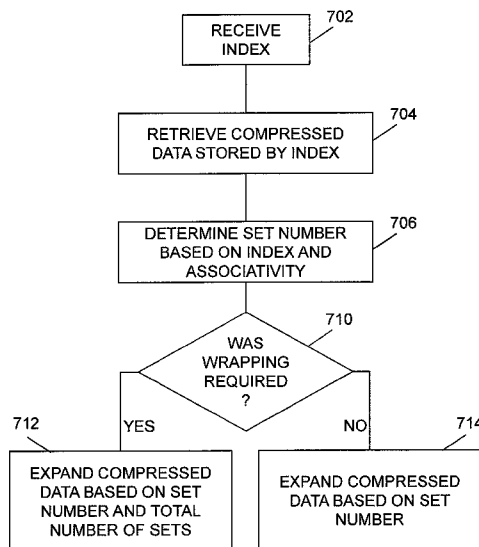 702
RECEIVE
INDEX
704
RETRIEVE COMPRESSED
DATA STORED BY INDEX
706
DETERMINE SET NUMBER
BASED ON INDEX AND
ASSOCIATIVITY
710
WAS
WRAPPING
REQUIRED
?
YES
NO
712
EXPAND COMPRESSED
DATA BASED ON SET
NUMBER AND TOTAL
NUMBER OF SETS
714
EXPAND COMPRESSED
DATA BASED ON SET
NUMBER